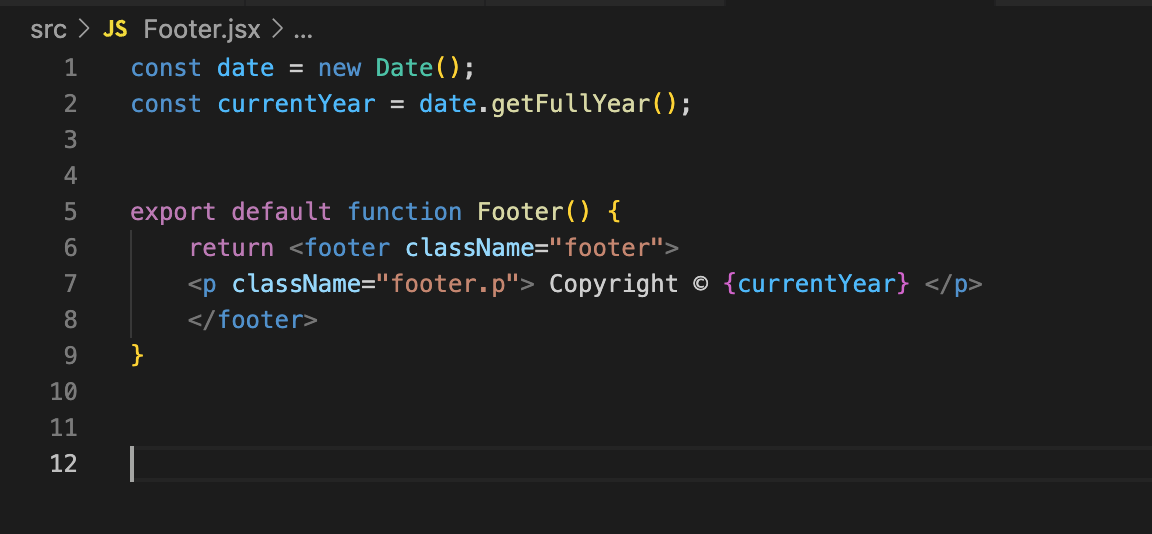 src > JS Footer.jsx > ...
1 const date = new Date();
2 const currentYear = date.getFullYear();
3
4
5 export default function Footer() {
6     return <footer className="footer">
7     <p className="footer.p"> Copyright © {currentYear} </p>
8     </footer>
9 }
10
11
12